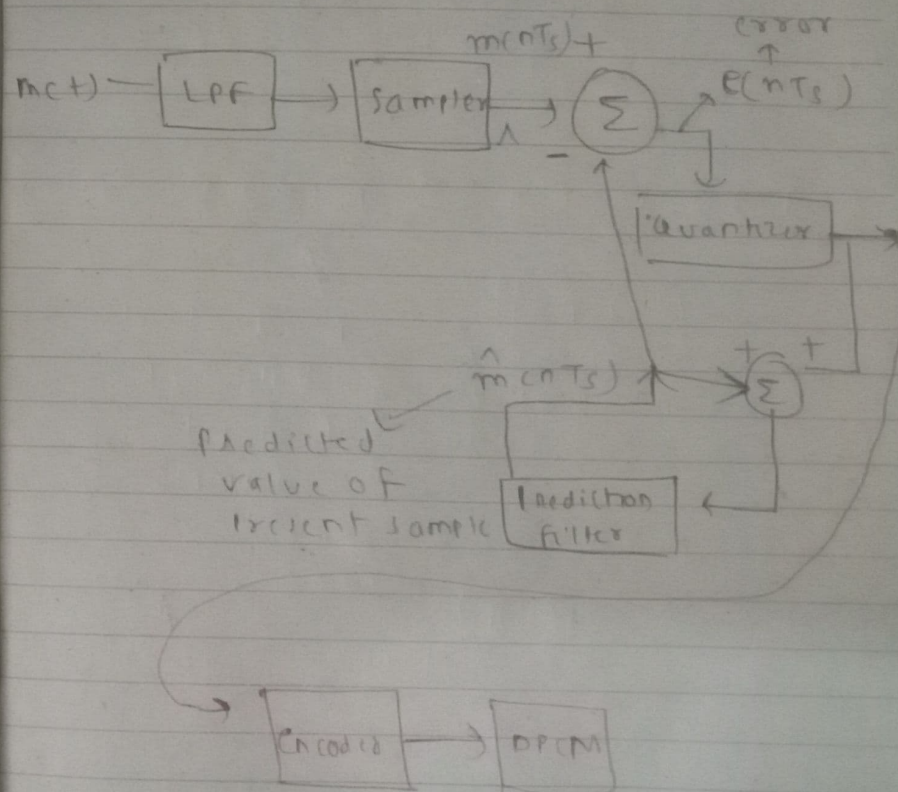 error
m(nTs) +
e(nTs)
m(t)
LPF
Sampler
Σ
^
-
Quantizer
+ +
m̂(nTs)
Σ
Predicted
value of
Present sample
Prediction
filter
Encoder
DPCM